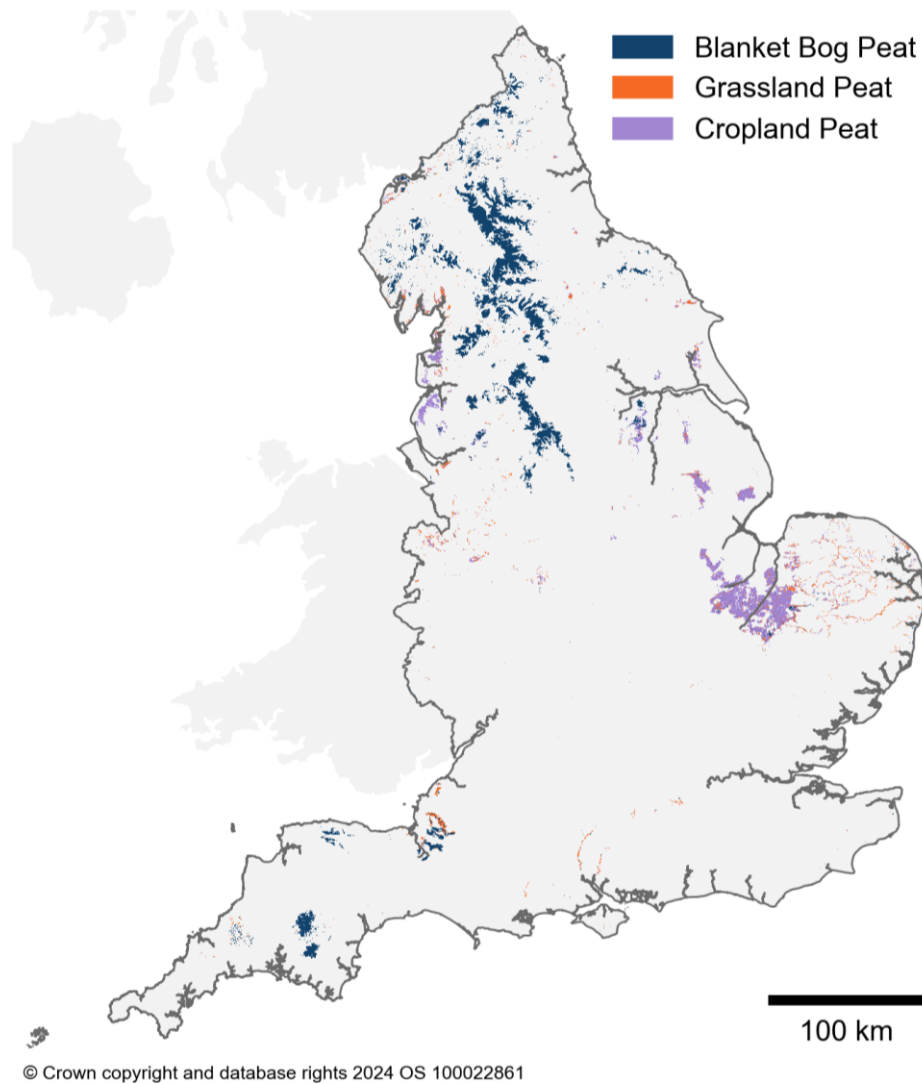 Blanket Bog Peat
Grassland Peat
Cropland Peat
100 km
© Crown copyright and database rights 2024 OS 100022861